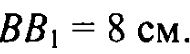 BB₁ = 8 см.